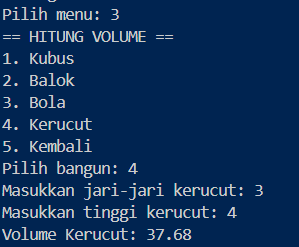 Pilih menu: 3
== HITUNG VOLUME ==
1. Kubus
2. Balok
3. Bola
4. Kerucut
5. Kembali
Pilih bangun: 4
Masukkan jari-jari kerucut: 3
Masukkan tinggi kerucut: 4
Volume Kerucut: 37.68